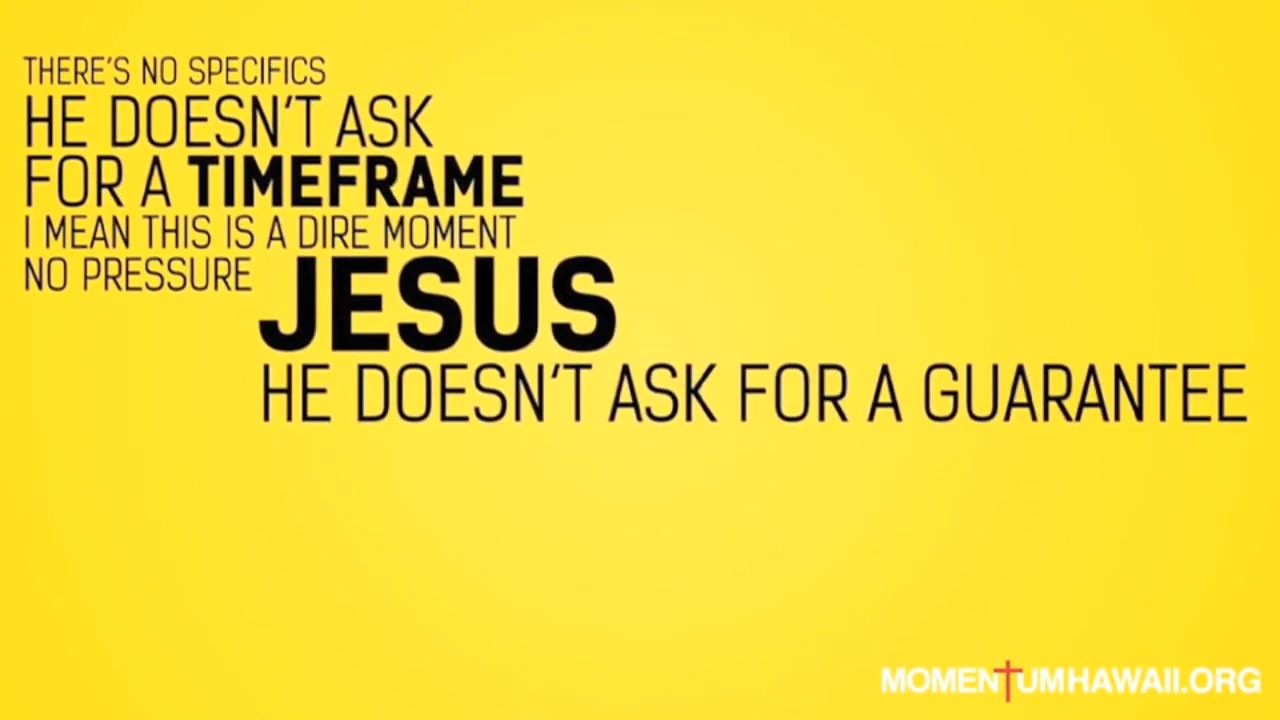 THERE'S NO SPECIFICS
HE DOESN'T ASK
FOR A TIMEFRAME
I MEAN THIS IS A DIRE MOMENT
NO PRESSURE JESUS
HE DOESN'T ASK FOR A GUARANTEE
MOMENTUMHAWAII.ORG